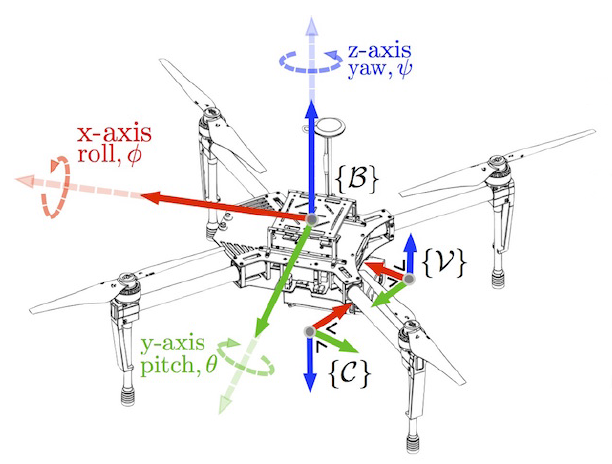 z-axis
yaw, ψ
x-axis
roll, ϕ
{B}
{V}
y-axis
pitch, θ
{C}